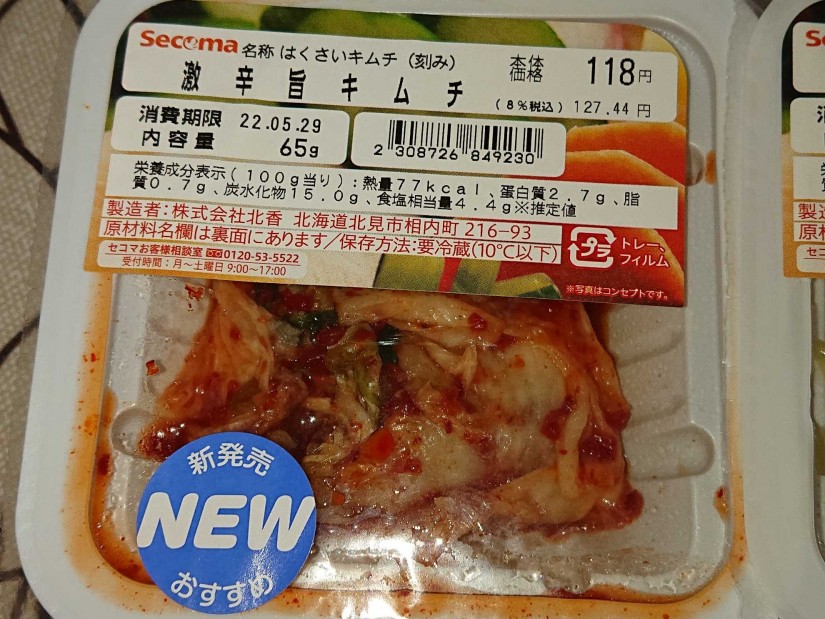 Secoma 名称 はくさいキムチ（刻み）
激辛旨キムチ
本体価格 118円
（8%税込）127.44円
消費期限 22.05.29
内容量 65g
2 308726 849230
栄養成分表示(100g当り):熱量77kcal、蛋白質2.7g、脂
質0.7g、炭水化物15.0g、食塩相当量4.4g※推定値
製造者:株式会社北香 北海道北見市相内町 216-93
原材料名欄は裏面にあります/保存方法:要冷蔵(10℃以下)
セコマお客様相談室 0120-53-5522
受付時間:月～土曜日 9:00～17:00
プラ
トレー、
フィルム
※写真はコンセプトです。
新発売
NEW
おすすめ